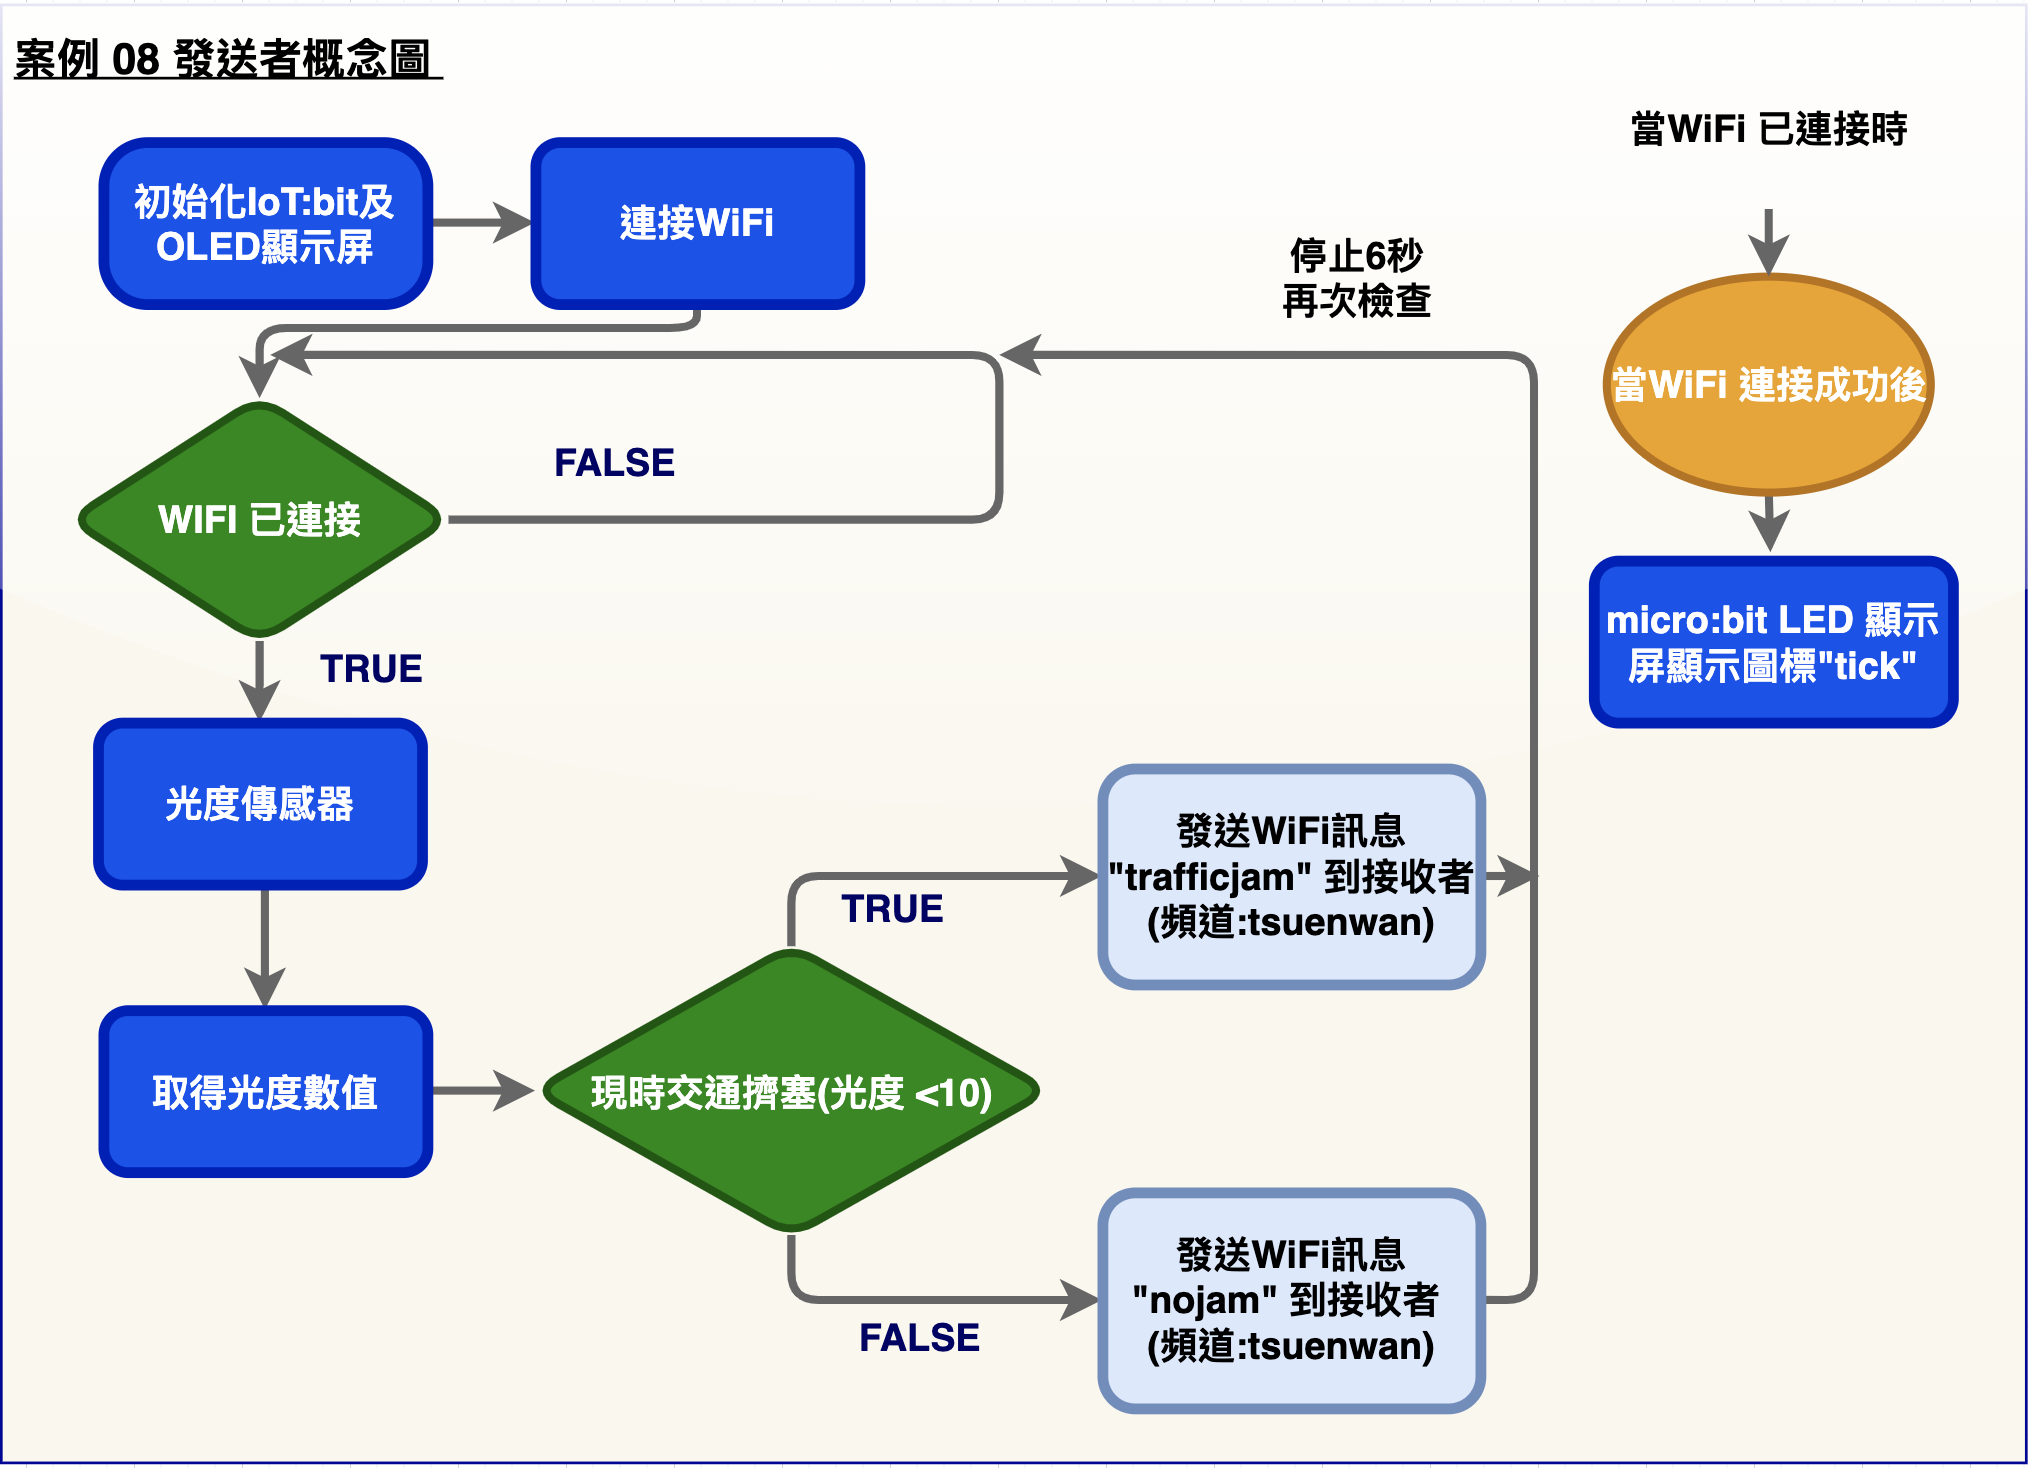 案例 08 發送者概念圖
初始化IoT:bit及
OLED顯示屏
連接WiFi
當WiFi 已連接時
停止6秒
再次檢查
當WiFi 連接成功後
FALSE
WIFI 已連接
TRUE
micro:bit LED 顯示
屏顯示圖標"tick"
光度傳感器
發送WiFi訊息
"trafficjam" 到接收者
(頻道:tsuenwan)
TRUE
取得光度數值
現時交通擠塞(光度 <10)
發送WiFi訊息
"nojam" 到接收者
(頻道:tsuenwan)
FALSE